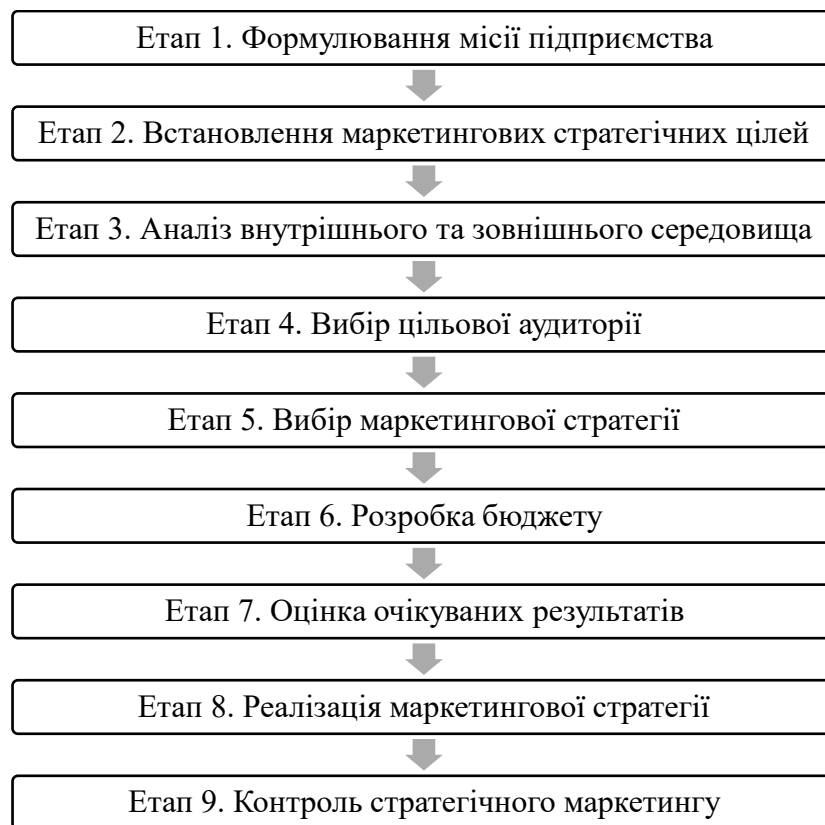 Етап 1. Формулювання місії підприємства
Етап 2. Встановлення маркетингових стратегічних цілей
Етап 3. Аналіз внутрішнього та зовнішнього середовища
Етап 4. Вибір цільової аудиторії
Етап 5. Вибір маркетингової стратегії
Етап 6. Розробка бюджету
Етап 7. Оцінка очікуваних результатів
Етап 8. Реалізація маркетингової стратегії
Етап 9. Контроль стратегічного маркетингу